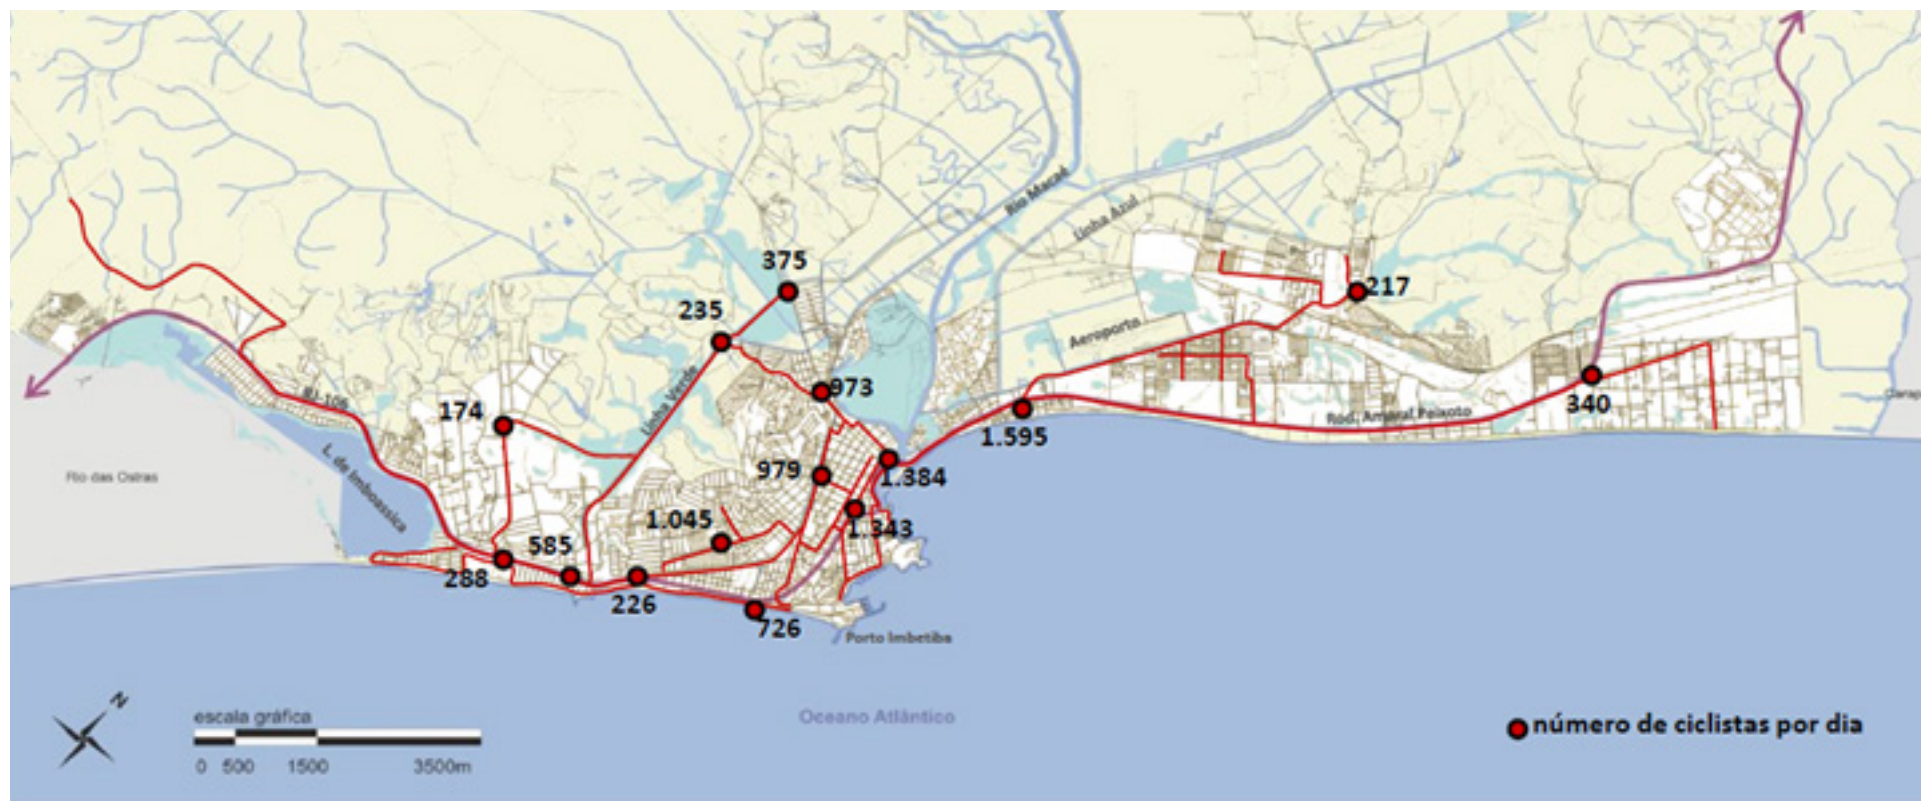 Rio Macaé
Linha Azul
375
217
235
Aeroporto
973
340
RJ-106
174
Linha Verde
Rod. Amaral Peixoto
1.595
L. de Imboassica
Rio das Ostras
979
1.384
1.045
1.343
585
288
226
726
Porto Imbetiba
N
escala gráfica
0 500 1500 3500m
Oceano Atlântico
número de ciclistas por dia